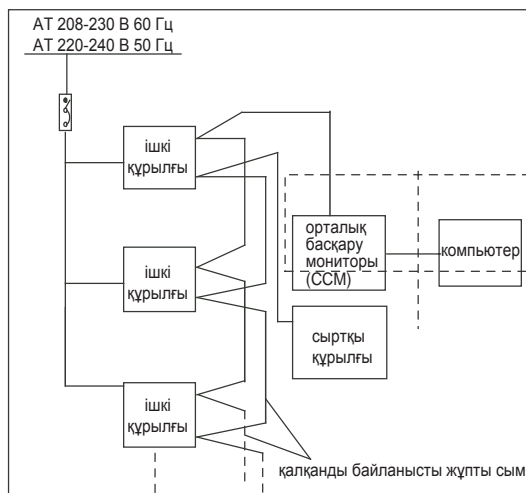 АТ 208-230 В 60 Гц
АТ 220-240 В 50 Гц
ішкі
құрылғы
орталық
басқару
мониторы
(CCM)
компьютер
ішкі
құрылғы
сыртқы
құрылғы
ішкі
құрылғы
қалқанды байланысты жұпты сым